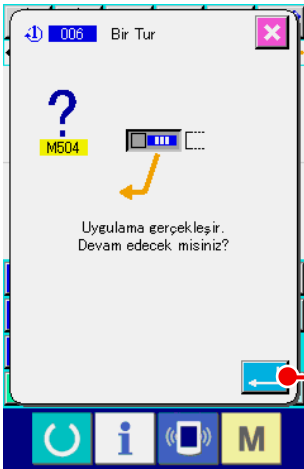 006 Bir Tur
?
M504
Uygulama gerçekleşir.
Devam edecek misiniz?
i M